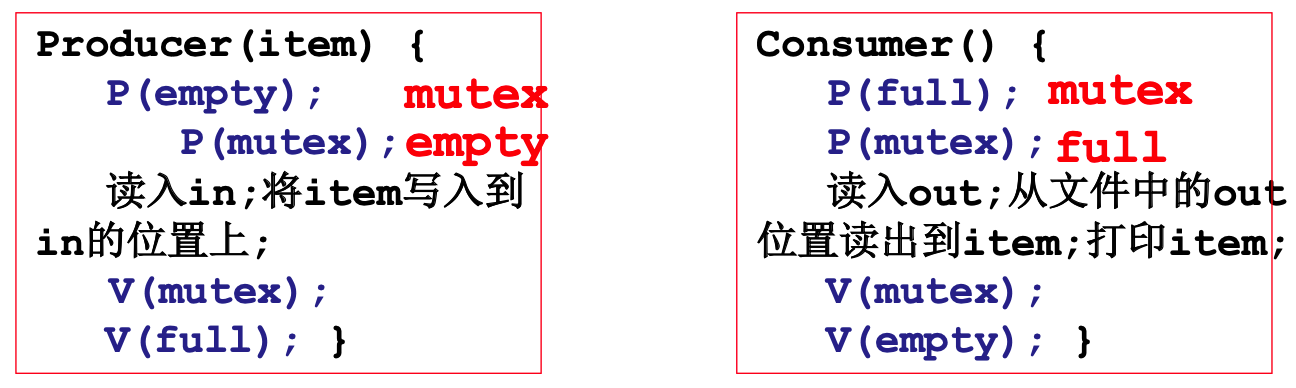 Producer(item) {
P(empty); mutex
P(mutex); empty
读入in;将item写入到
in的位置上;
V(mutex);
V(full); }
Consumer() {
P(full); mutex
P(mutex); full
读入out;从文件中的out
位置读出到item;打印item;
V(mutex);
V(empty); }